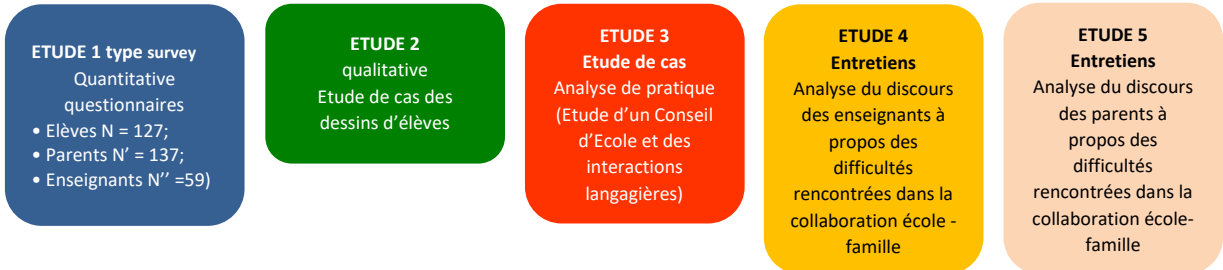 ETUDE 1 type survey
Quantitative
questionnaires
• Elèves N = 127;
• Parents N' = 137;
• Enseignants N'' =59)
ETUDE 2
qualitative
Etude de cas des
dessins d'élèves
ETUDE 3
Etude de cas
Analyse de pratique
(Etude d'un Conseil
d'Ecole et des
interactions
langagières)
ETUDE 4
Entretiens
Analyse du discours
des enseignants à
propos des
difficultés
rencontrées dans la
collaboration école -
famille
ETUDE 5
Entretiens
Analyse du discours
des parents à
propos des
difficultés
rencontrées dans la
collaboration école-
famille